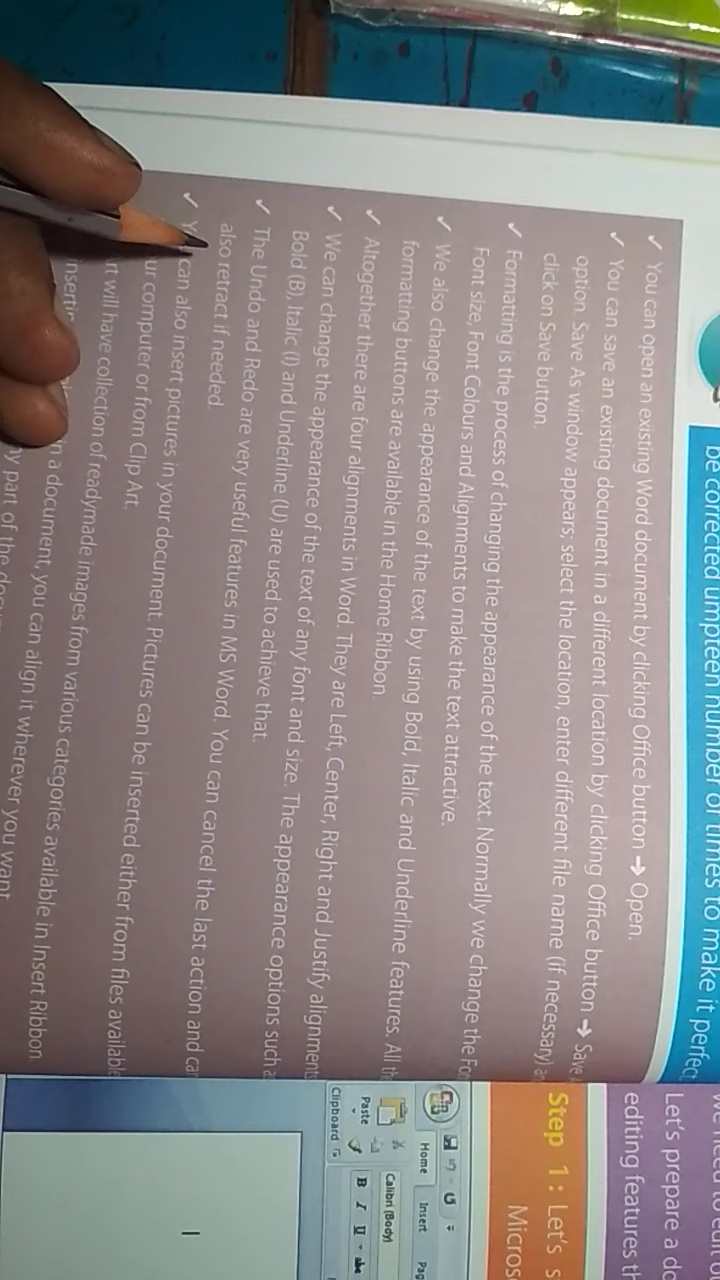 be collected umpteen number of times to make it perfec
✓ You can open an existing Word document by clicking Office button ➔ Open.
✓ You can save an existing document in a different location by clicking Office button ➔ Save
option. Save As window appears; select the location, enter different file name (if necessary) an
click on Save button.
✓ Formatting is the process of changing the appearance of the text. Normally we change the Fon
Font size, Font Colours and Alignments to make the text attractive.
✓ We also change the appearance of the text by using Bold, Italic and Underline features. All th
formatting buttons are available in the Home Ribbon.
✓ Altogether there are four alignments in Word. They are Left, Center, Right and Justify alignments
✓ We can change the appearance of the text of any font and size. The appearance options such a
Bold (B), Italic (I) and Underline (U) are used to achieve that.
✓ The Undo and Redo are very useful features in MS Word. You can cancel the last action and can
also retract if needed.
✓ can also insert pictures in your document. Pictures can be inserted either from files available
ur computer or from Clip Art.
rt will have collection of readymade images from various categories available in Insert Ribbon
a document, you can align it wherever you want
part of the
Let's prepare a do
editing features th
Step 1 : Let's s
Micros
Home Insert Pag
Paste
Calibri (Body)
B I U abe
Clipboard